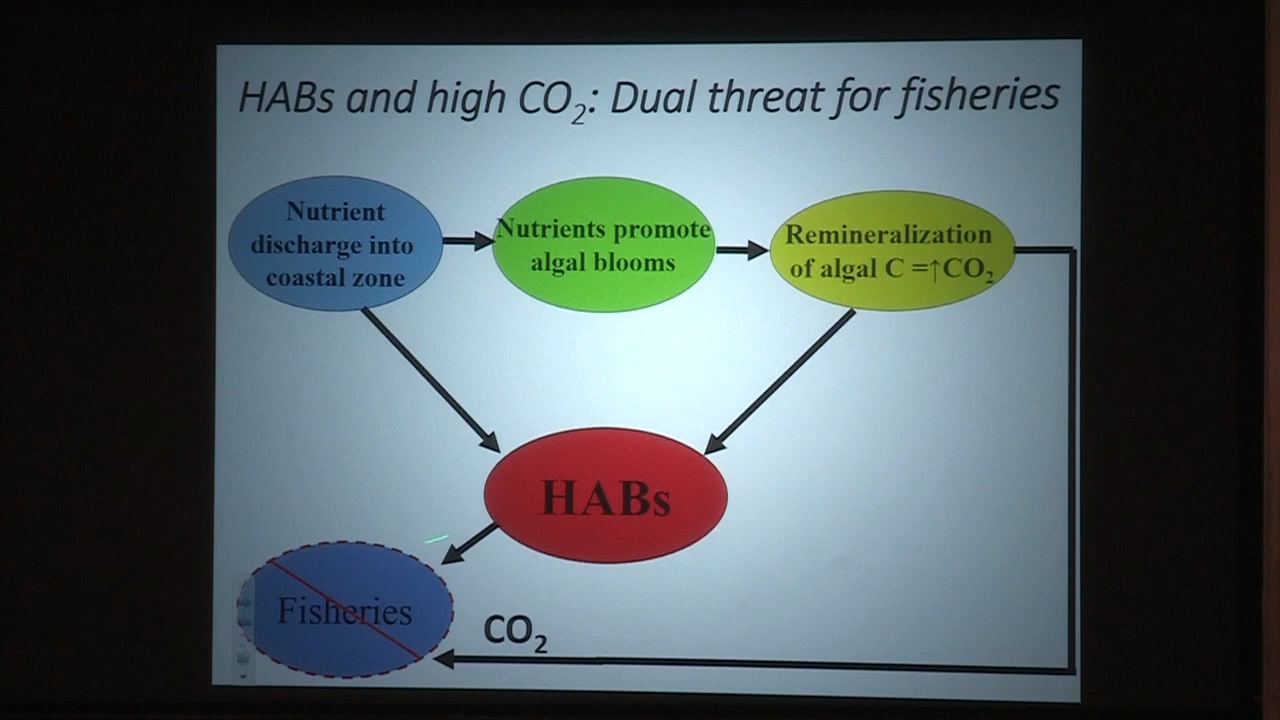 HABs and high CO₂: Dual threat for fisheries
Nutrient
discharge into
coastal zone
Nutrients promote
algal blooms
Remineralization
of algal C =↑CO₂
HABs
Fisheries
CO₂